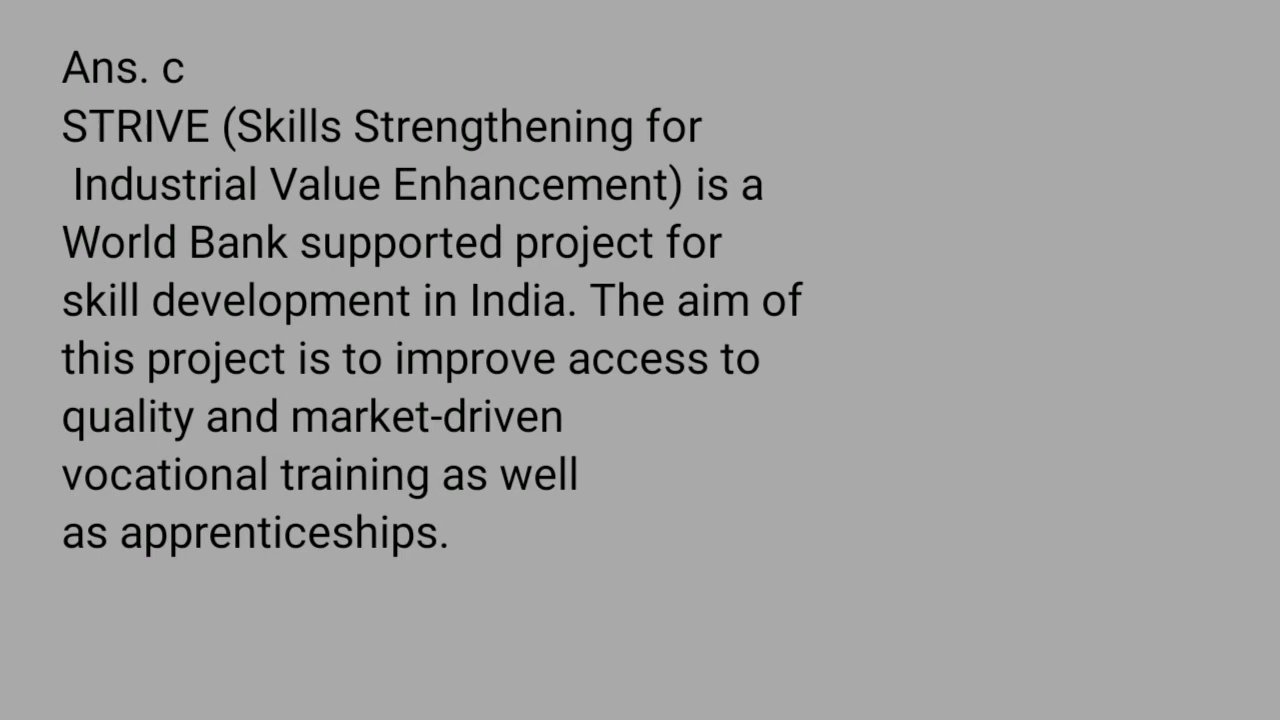 Ans. c
STRIVE (Skills Strengthening for
Industrial Value Enhancement) is a
World Bank supported project for
skill development in India. The aim of
this project is to improve access to
quality and market-driven
vocational training as well
as apprenticeships.